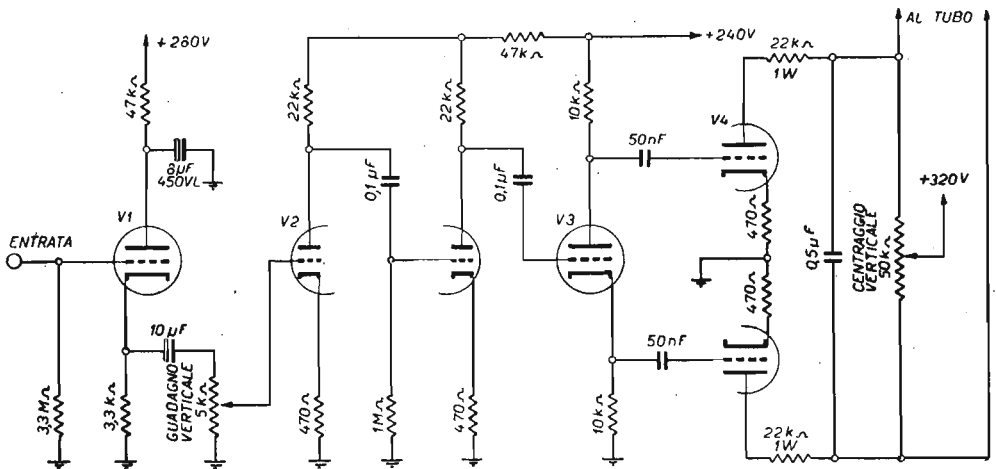 AL TUBO
+280V
+240V
47kΩ
22kΩ
1W
47kΩ
22kΩ
22kΩ
10kΩ
V4
50nF
8µF
450VL
0,1µF
0,1µF
+320V
V1
V2
V3
470Ω
ENTRATA
0,5µF
CENTRAGGIO
VERTICALE
50kΩ
470Ω
10µF
50nF
3,3MΩ
3,3kΩ
GUADAGNO
VERTICALE
5kΩ
470Ω
1MΩ
470Ω
10kΩ
22kΩ
1W